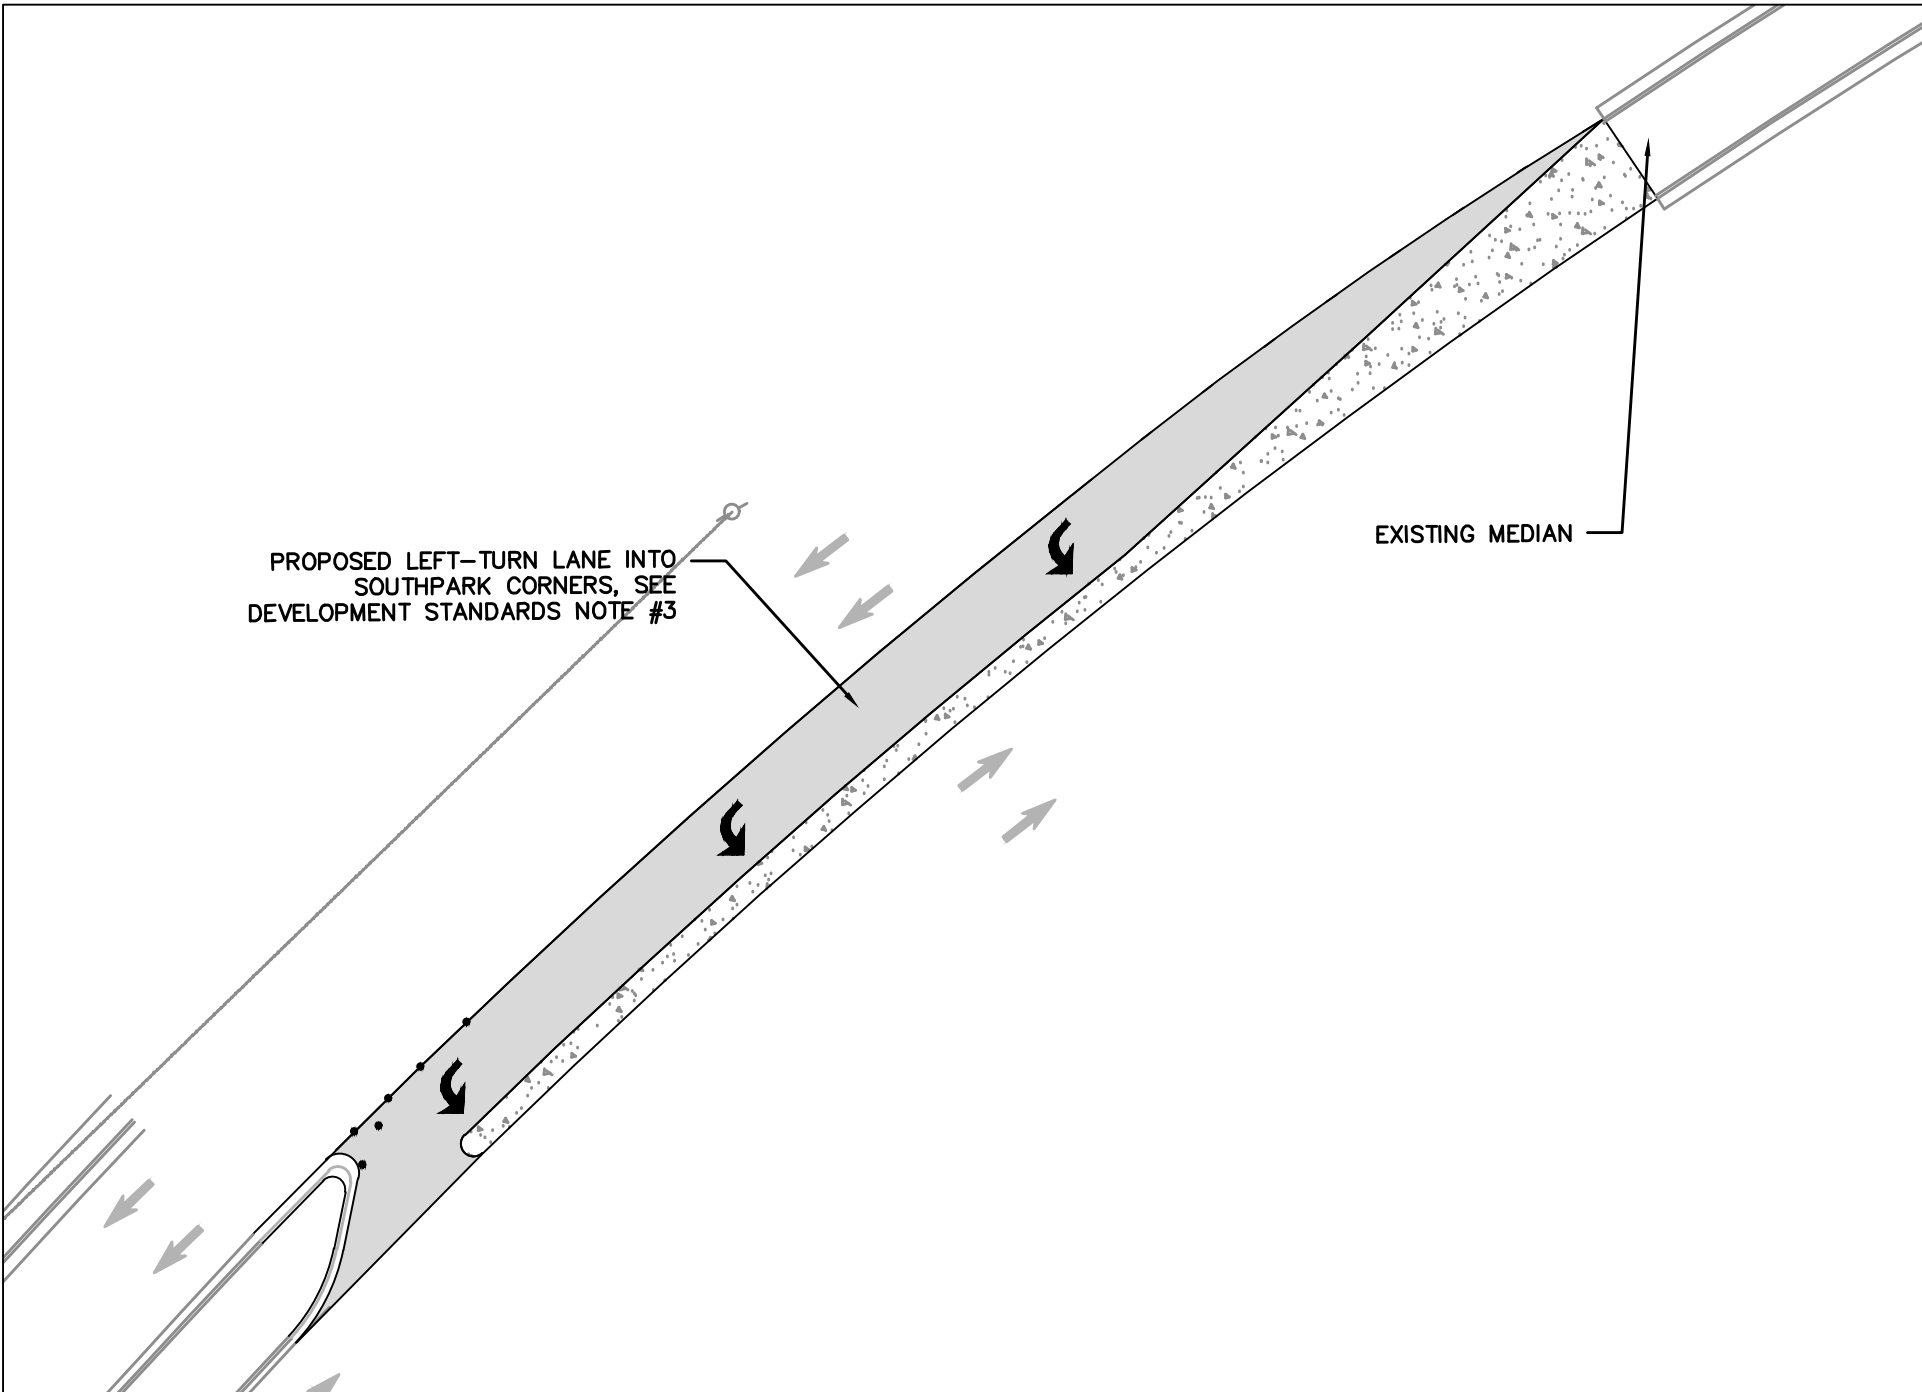 PROPOSED LEFT-TURN LANE INTO
SOUTHPARK CORNERS, SEE
DEVELOPMENT STANDARDS NOTE #3
EXISTING MEDIAN